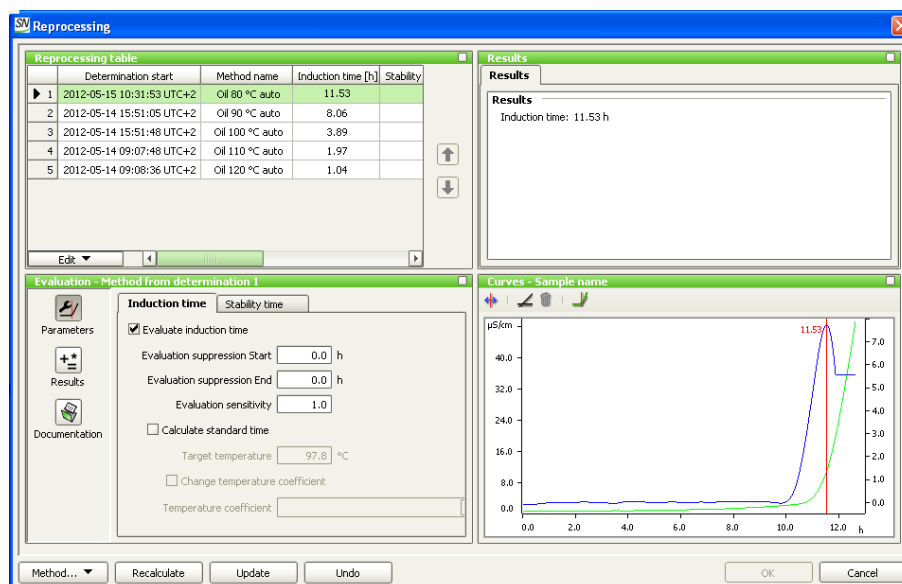 SN Reprocessing
Reprocessing table
Determination start Method name Induction time [h] Stability
1 2012-05-15 10:31:53 UTC+2 Oil 80 °C auto 11.53
2 2012-05-14 15:51:05 UTC+2 Oil 90 °C auto 8.06
3 2012-05-14 15:51:48 UTC+2 Oil 100 °C auto 3.89
4 2012-05-14 09:07:48 UTC+2 Oil 110 °C auto 1.97
5 2012-05-14 09:08:36 UTC+2 Oil 120 °C auto 1.04
Edit
Results
Results
Results
Induction time: 11.53 h
Evaluation - Method from determination 1
Parameters
Results
Documentation
Induction time Stability time
Evaluate induction time
Evaluation suppression Start 0.0 h
Evaluation suppression End 0.0 h
Evaluation sensitivity 1.0
Calculate standard time
Target temperature 97.8 °C
Change temperature coefficient
Temperature coefficient
Curves - Sample name
µS/cm 11.53
7.0
40.0
6.0
32.0
5.0
4.0
24.0
3.0
16.0
2.0
8.0
1.0
0.0
0.0
0.0 2.0 4.0 6.0 8.0 10.0 12.0 h
Method... Recalculate Update Undo OK Cancel